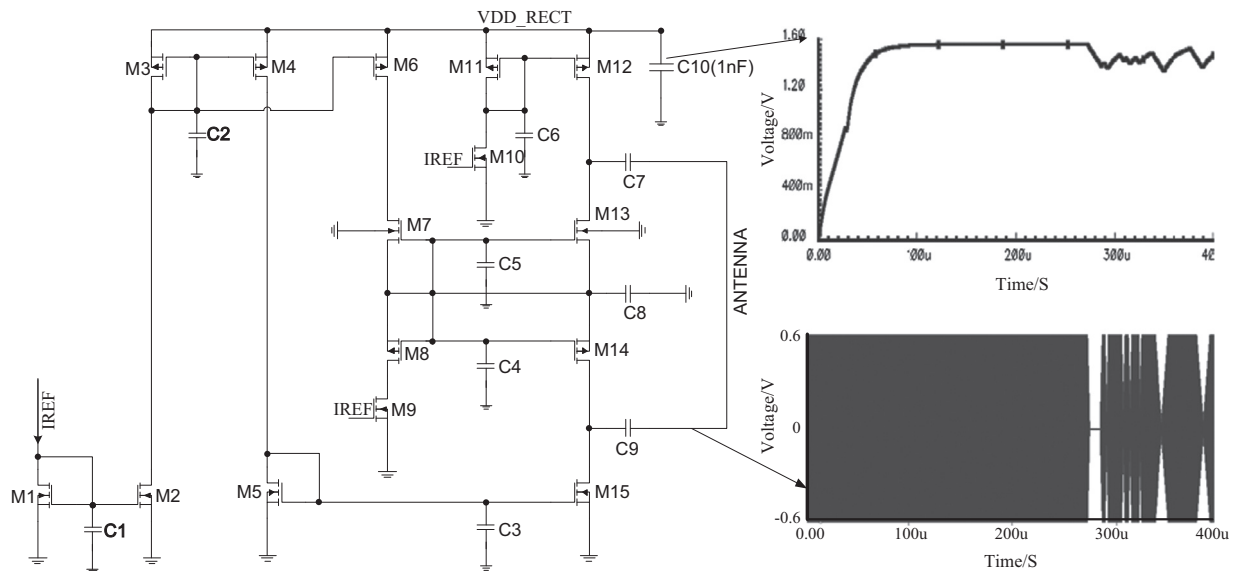 VDD_RECT
M3
M4
M6
M11
M12
C10(1nF)
C2
C6
IREF
M10
C7
M7
M13
C5
ANTENNA
C8
M8
M14
C4
IREF
M9
C9
IREF
M1
M2
M5
M15
C1
C3
1.60
1.20
800m
400m
0.00
Voltage/V
0.00
100u
200u
300u
40
Time/S
0.6
0
-0.6
Voltage/V
0.00
100u
200u
300u
400u
Time/S